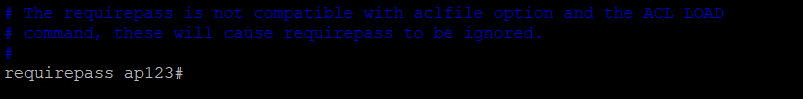 # The requirepass is not compatible with aclfile option and the ACL LOAD
# command, these will cause requirepass to be ignored.
#
requirepass ap123#